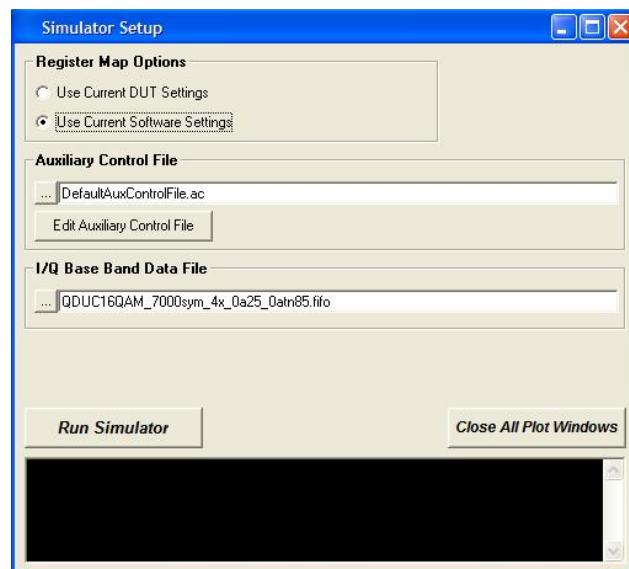 Simulator Setup
Register Map Options
Use Current DUT Settings
Use Current Software Settings
Auxiliary Control File
... DefaultAuxControlFile.ac
Edit Auxiliary Control File
I/Q Base Band Data File
... QDUC16QAM_7000sym_4x_0a25_0atn85.fifo
Run Simulator
Close All Plot Windows